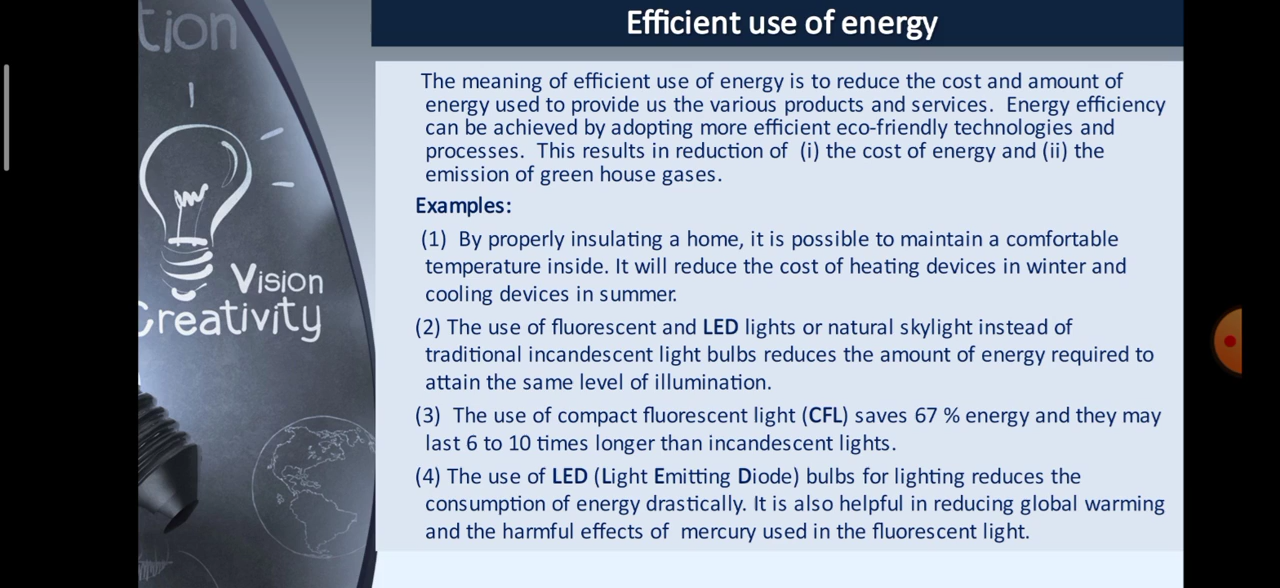 tion
Vision
Creativity
Efficient use of energy
The meaning of efficient use of energy is to reduce the cost and amount of
energy used to provide us the various products and services.  Energy efficiency
can be achieved by adopting more efficient eco-friendly technologies and
processes.  This results in reduction of  (i) the cost of energy and (ii) the
emission of green house gases.
Examples:
(1)  By properly insulating a home, it is possible to maintain a comfortable
temperature inside. It will reduce the cost of heating devices in winter and
cooling devices in summer.
(2) The use of fluorescent and LED lights or natural skylight instead of
traditional incandescent light bulbs reduces the amount of energy required to
attain the same level of illumination.
(3)  The use of compact fluorescent light (CFL) saves 67 % energy and they may
last 6 to 10 times longer than incandescent lights.
(4) The use of LED (Light Emitting Diode) bulbs for lighting reduces the
consumption of energy drastically. It is also helpful in reducing global warming
and the harmful effects of  mercury used in the fluorescent light.